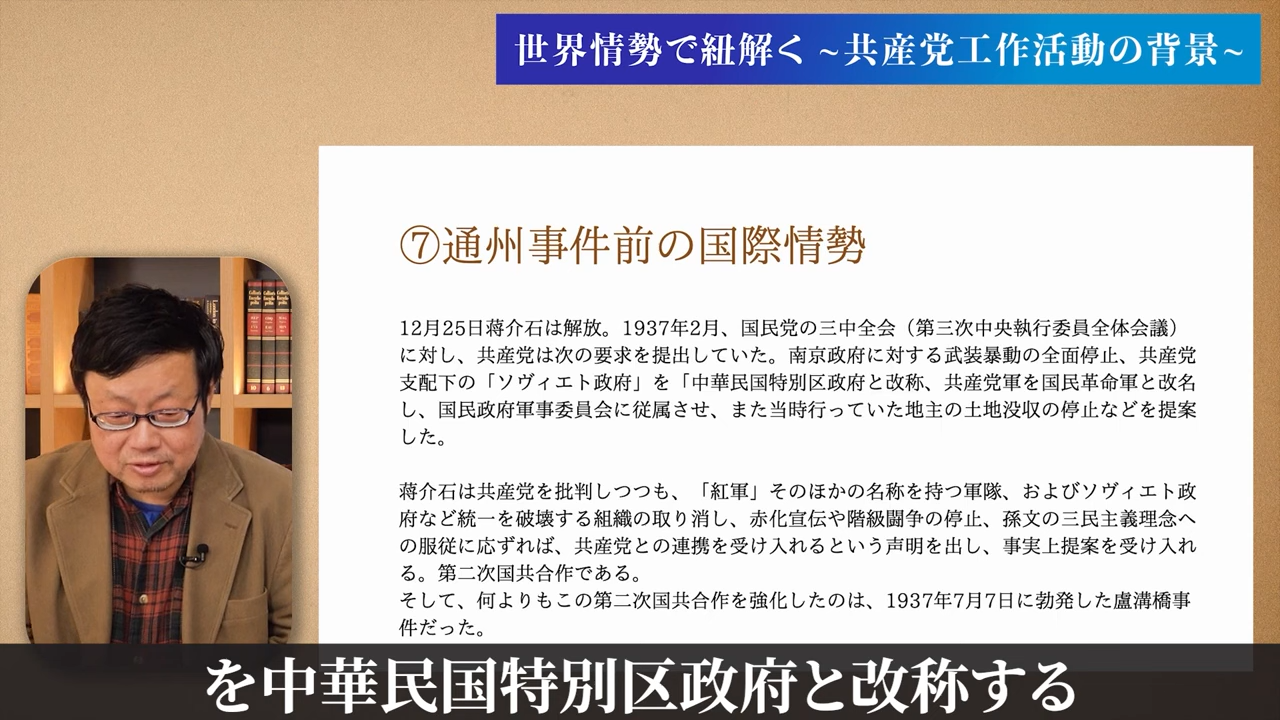 世界情勢で紐解く ~共産党工作活動の背景~
⑦通州事件前の国際情勢
12月25日蒋介石は解放。1937年2月、国民党の三中全会（第三次中央執行委員全体会議）
に対し、共産党は次の要求を提出していた。南京政府に対する武装暴動の全面停止、共産党
支配下の「ソヴィエト政府」を「中華民国特別区政府と改称、共産党軍を国民革命軍と改名
し、国民政府軍事委員会に従属させ、また当時行っていた地主の土地没収の停止などを提案
した。
蒋介石は共産党を批判しつつも、「紅軍」そのほかの名称を持つ軍隊、およびソヴィエト政
府など統一を破壊する組織の取り消し、赤化宣伝や階級闘争の停止、孫文の三民主義理念へ
の服従に応ずれば、共産党との連携を受け入れるという声明を出し、事実上提案を受け入れ
る。第二次国共合作である。
そして、何よりもこの第二次国共合作を強化したのは、1937年7月7日に勃発した盧溝橋事
件だった。
を中華民国特別区政府と改称する